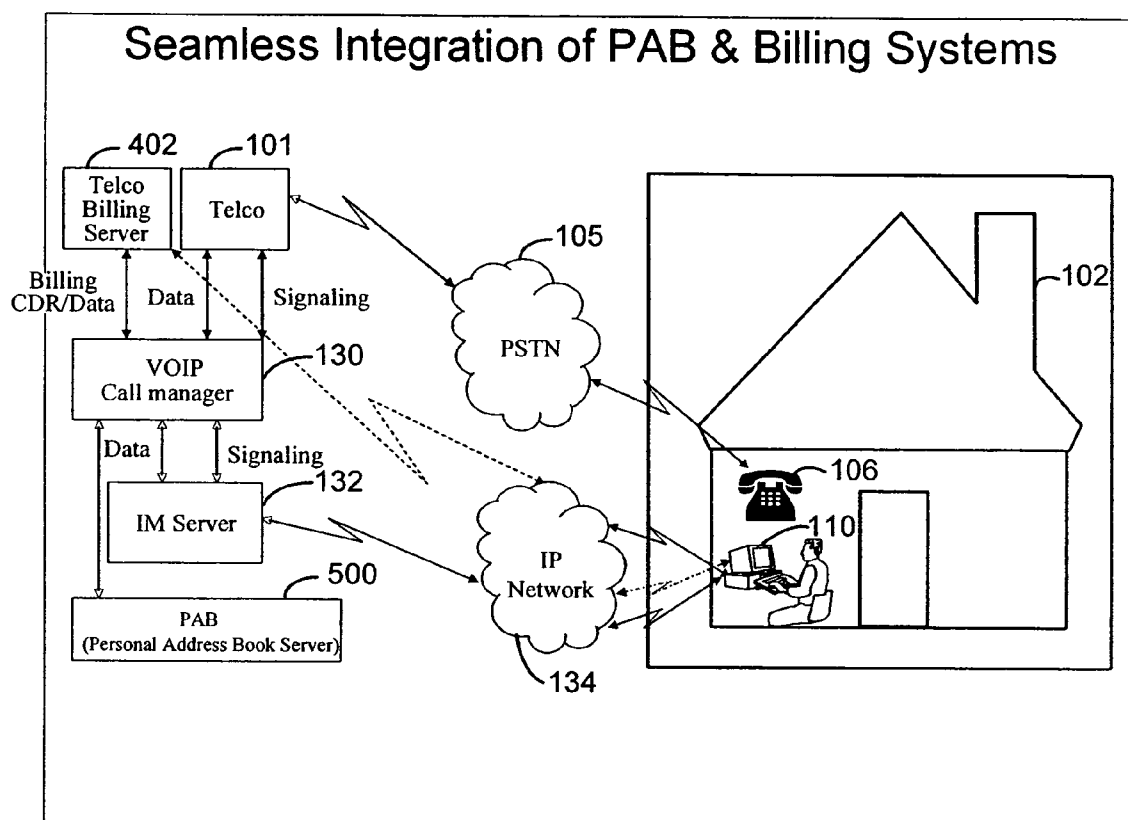 Seamless Integration of PAB & Billing Systems
402
101
Telco
Billing
Server
Telco
105
102
Billing
CDR/Data
Data
Signaling
PSTN
130
VOIP
Call manager
Data
Signaling
106
132
110
IM Server
IP
Network
500
PAB
(Personal Address Book Server)
134